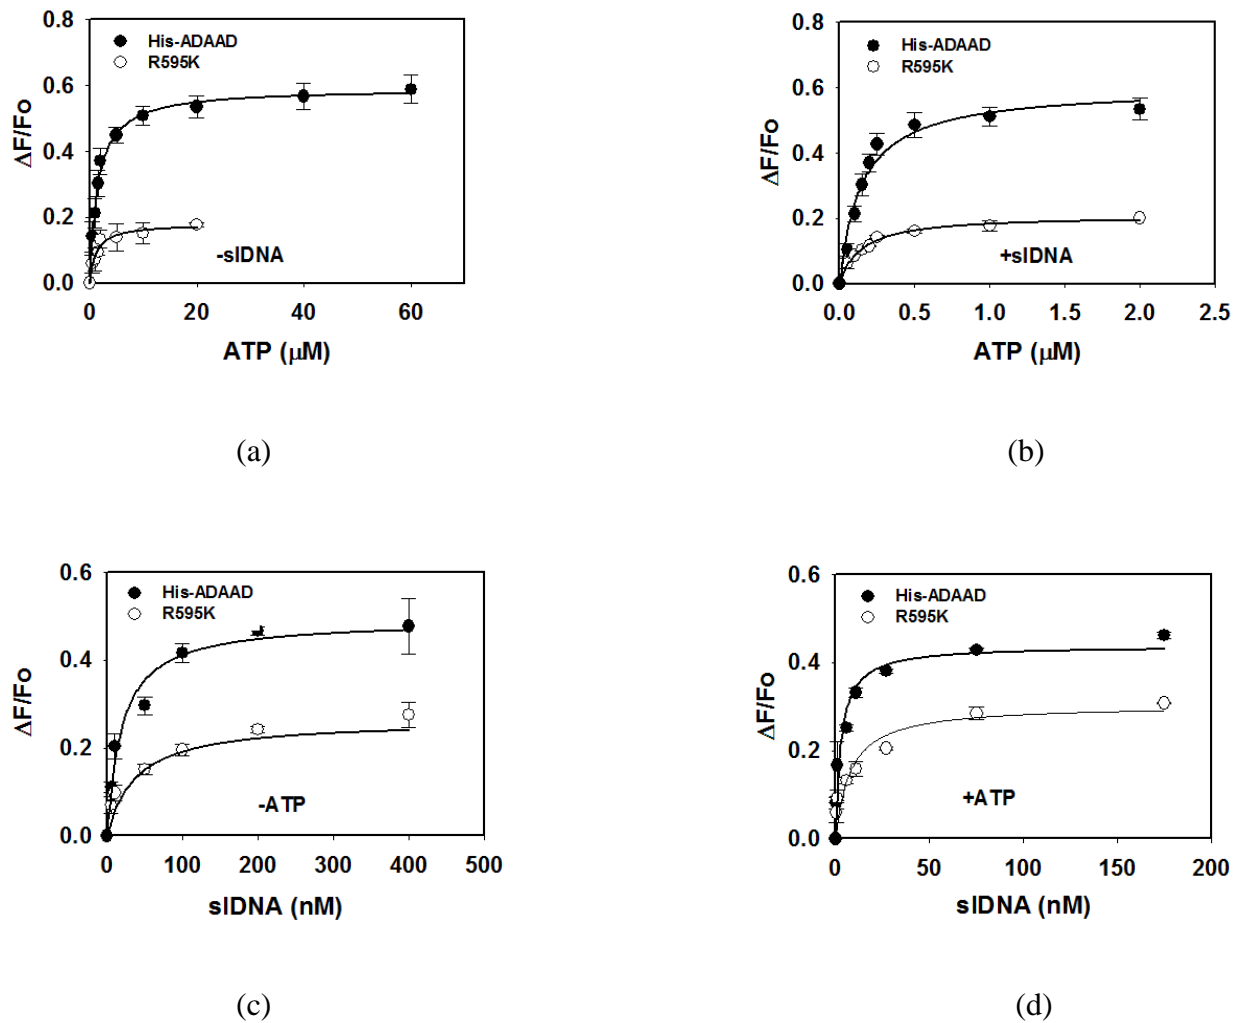 0.8
His-ADAAD
R595K
0.6
0.4
0.2
0.0
ΔF/Fo
-slDNA
0 20 40 60
ATP (μM)
(a)
0.8
His-ADAAD
R595K
0.6
0.4
0.2
0.0
ΔF/Fo
+slDNA
0.0 0.5 1.0 1.5 2.0 2.5
ATP (μM)
(b)
0.6
His-ADAAD
R595K
0.4
0.2
0.0
ΔF/Fo
-ATP
0 100 200 300 400 500
slDNA (nM)
(c)
0.6
His-ADAAD
R595K
0.4
0.2
0.0
ΔF/Fo
+ATP
0 50 100 150 200
slDNA (nM)
(d)